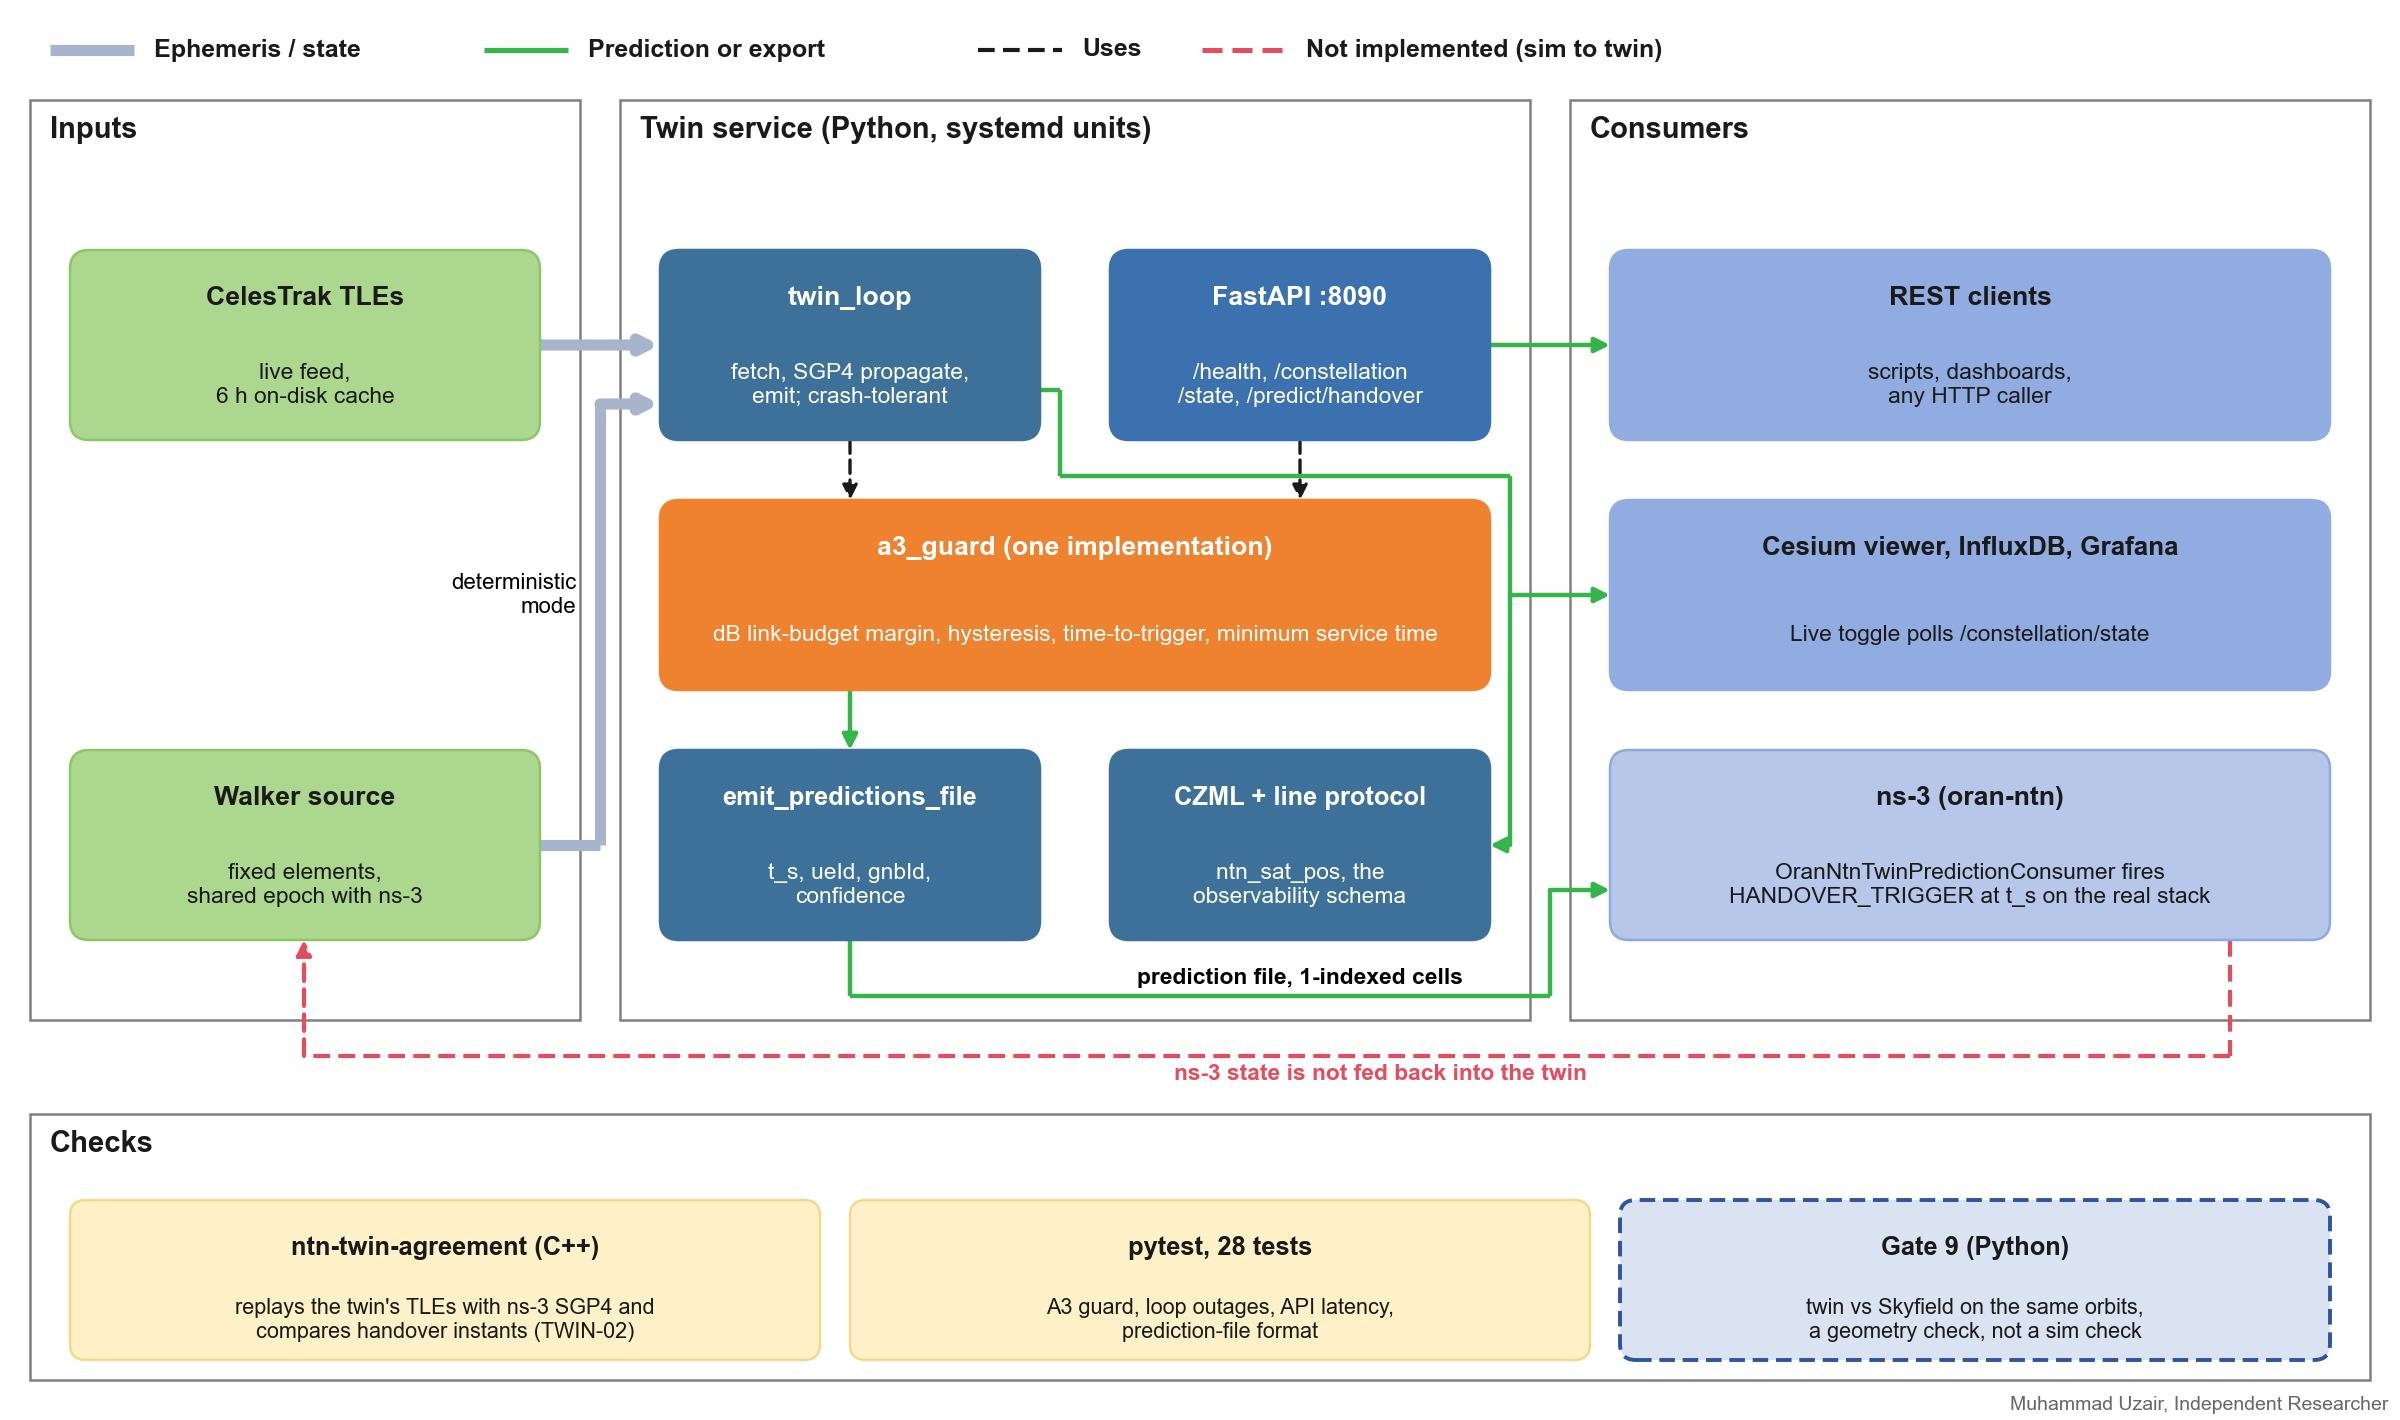 Ephemeris / state
Prediction or export
Uses
Not implemented (sim to twin)
Inputs
CelesTrak TLEs
live feed,
6 h on-disk cache
deterministic
mode
Walker source
fixed elements,
shared epoch with ns-3
Twin service (Python, systemd units)
twin_loop
fetch, SGP4 propagate,
emit; crash-tolerant
FastAPI :8090
/health, /constellation
/state, /predict/handover
a3_guard (one implementation)
dB link-budget margin, hysteresis, time-to-trigger, minimum service time
emit_predictions_file
t_s, ueId, gnbId,
confidence
CZML + line protocol
ntn_sat_pos, the
observability schema
prediction file, 1-indexed cells
Consumers
REST clients
scripts, dashboards,
any HTTP caller
Cesium viewer, InfluxDB, Grafana
Live toggle polls /constellation/state
ns-3 (oran-ntn)
OranNtnTwinPredictionConsumer fires
HANDOVER_TRIGGER at t_s on the real stack
ns-3 state is not fed back into the twin
Checks
ntn-twin-agreement (C++)
replays the twin's TLEs with ns-3 SGP4 and
compares handover instants (TWIN-02)
pytest, 28 tests
A3 guard, loop outages, API latency,
prediction-file format
Gate 9 (Python)
twin vs Skyfield on the same orbits,
a geometry check, not a sim check
Muhammad Uzair, Independent Researcher